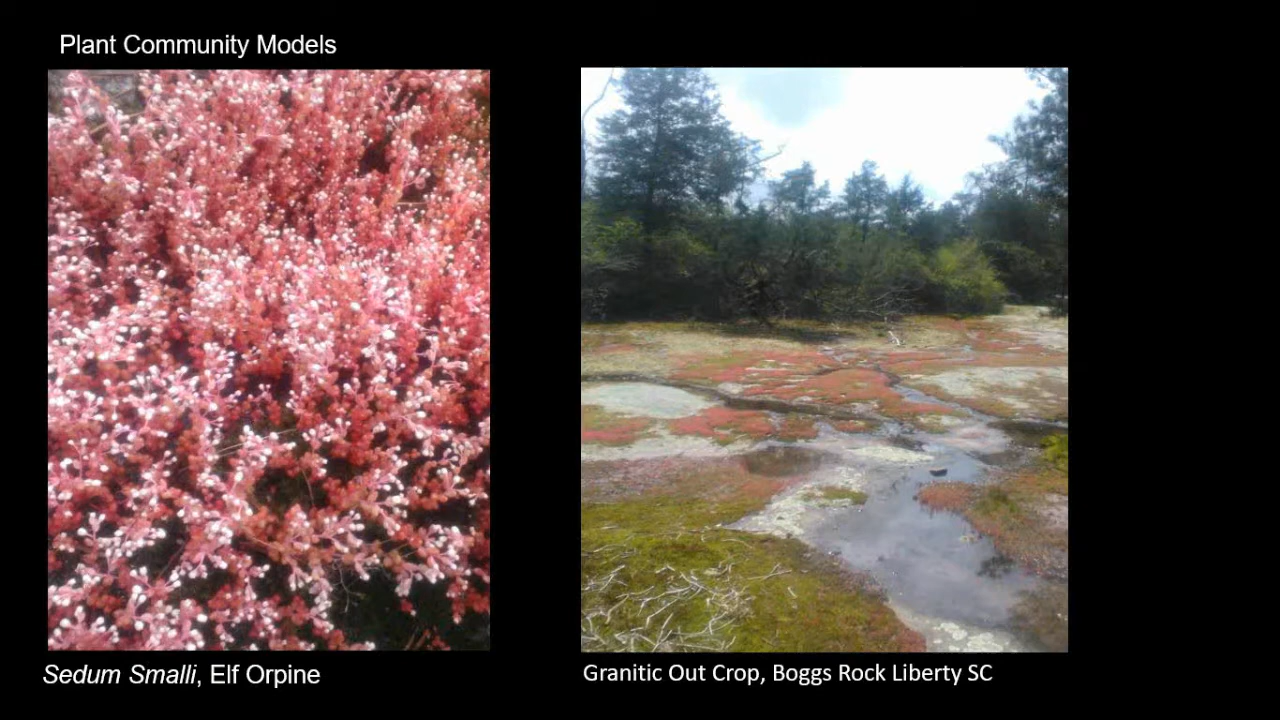 Plant Community Models
Sedum Smalli, Elf Orpine
Granitic Out Crop, Boggs Rock Liberty SC